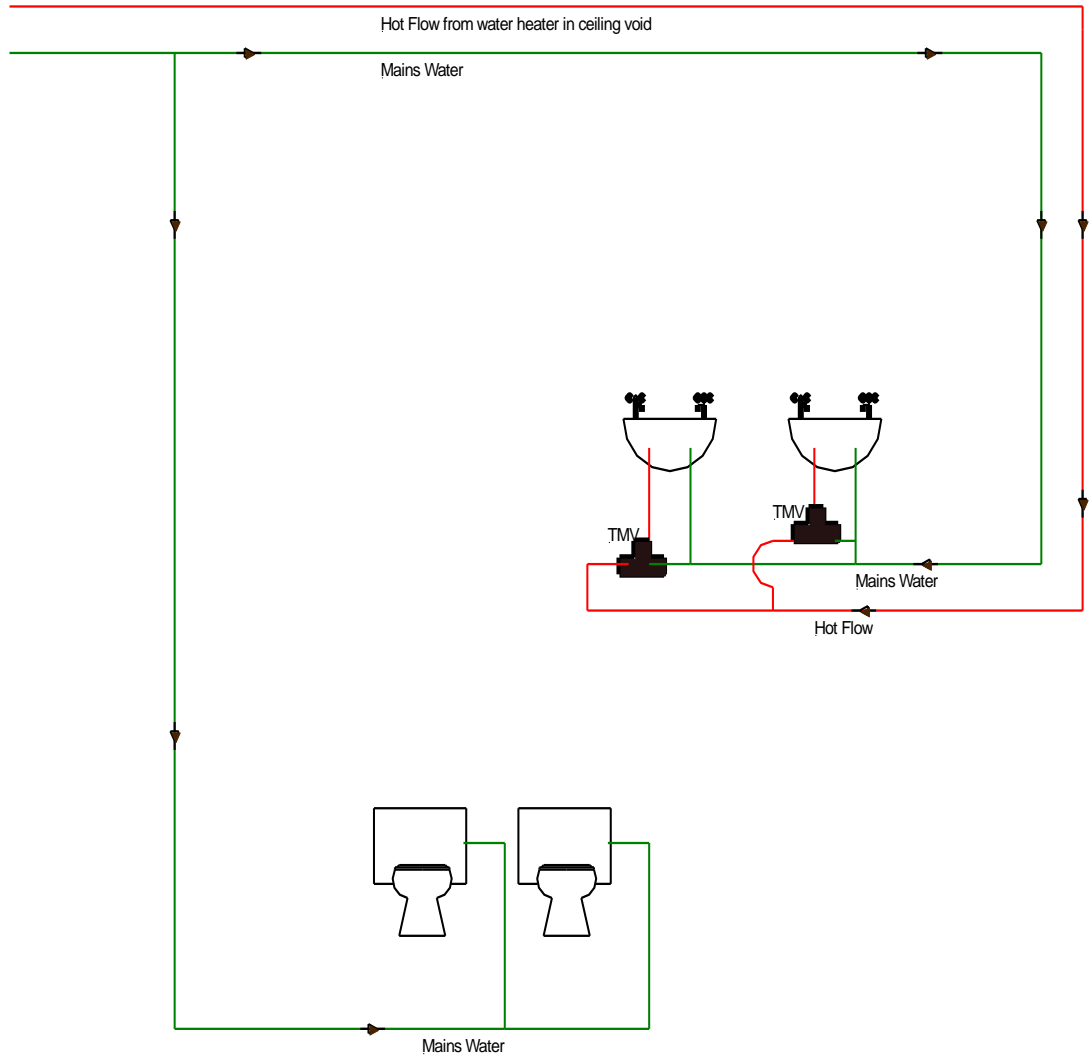 Hot Flow from water heater in ceiling void
Mains Water
TMV
TMV
Mains Water
Hot Flow
Mains Water